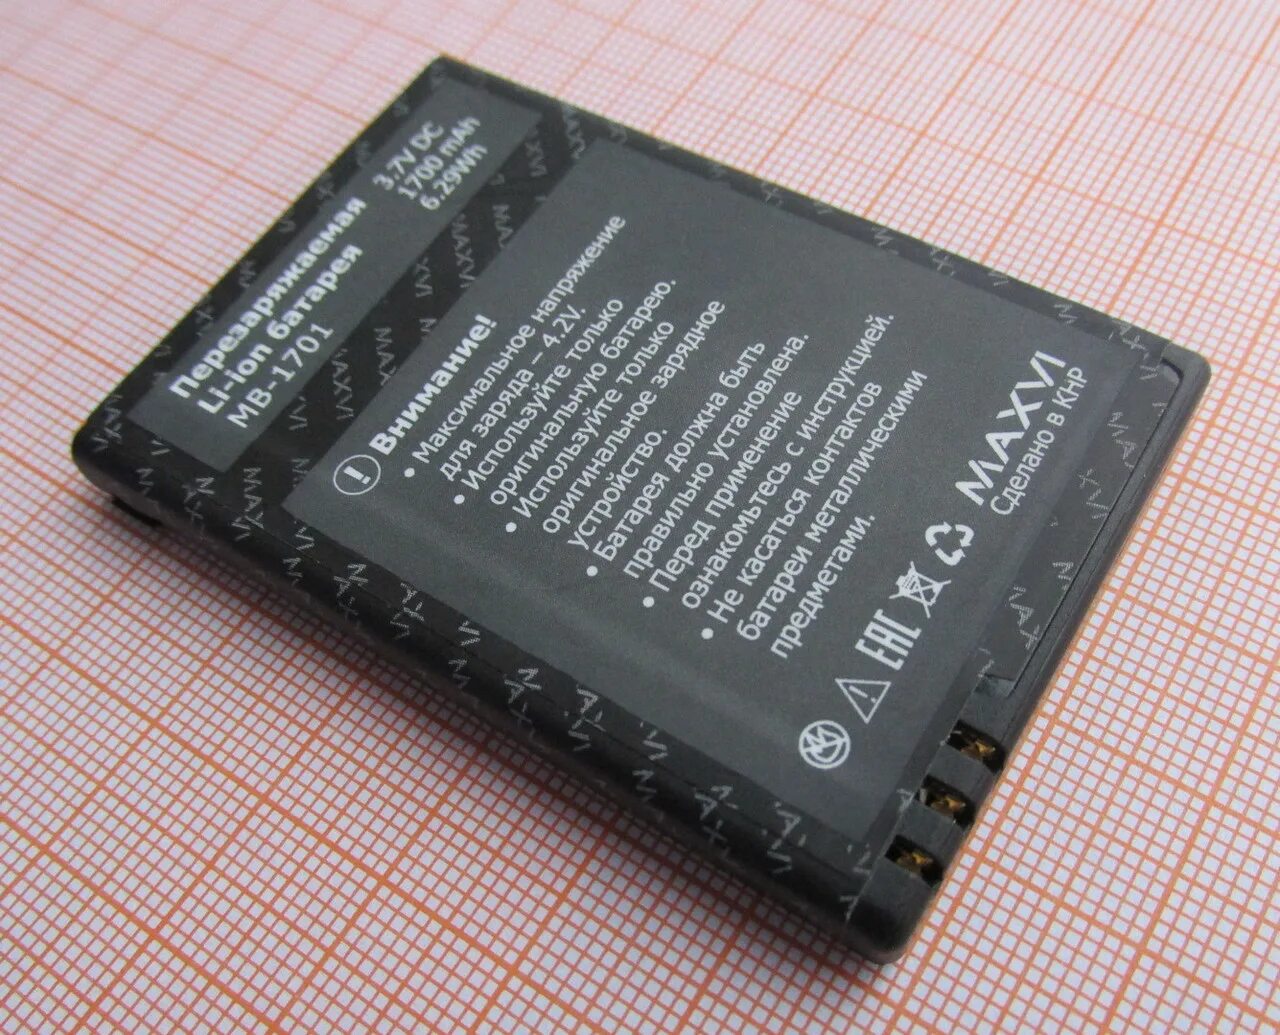 Перезаряжаемая
Li-ion батарея
MB-1701
3.7V DC
1700 mAh
6.29Wh
Внимание!
• Максимальное напряжение
для заряда – 4.2V.
• Используйте только
оригинальную батарею.
• Используйте только
оригинальное зарядное
устройство.
• Батарея должна быть
правильно установлена.
• Перед применение
ознакомьтесь с инструкцией.
• Не касаться контактов
батареи металлическими
предметами.
EAC
MAXVI
Сделано в КНР